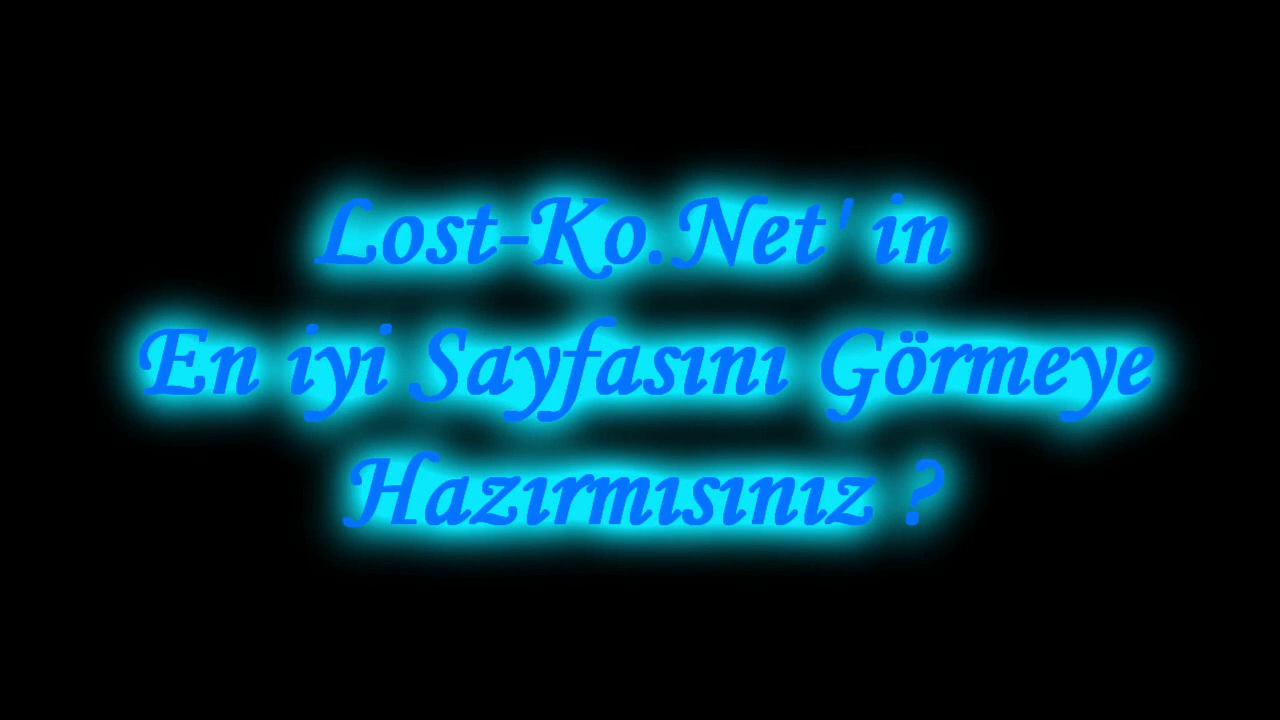 Lost-Ko.Net' in
En iyi Sayfasını Görmeye
Hazırmısınız ?